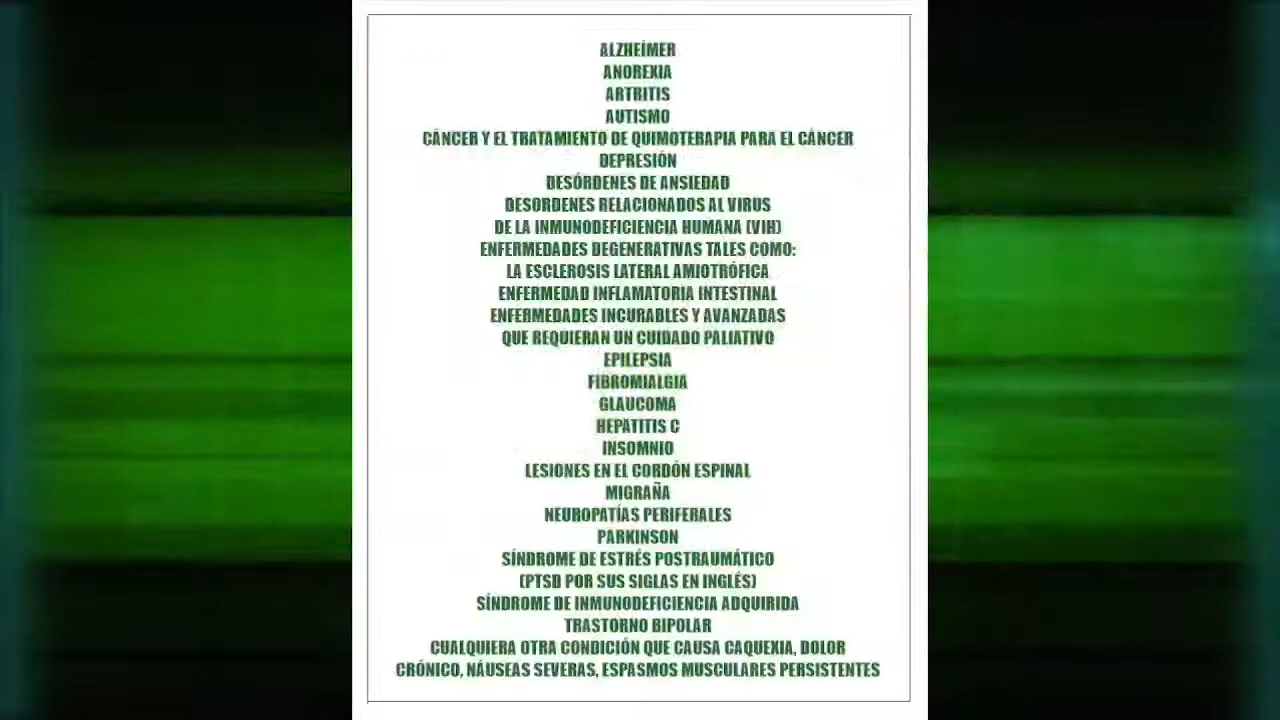 ALZHEÍMER
ANOREXIA
ARTRITIS
AUTISMO
CÁNCER Y EL TRATAMIENTO DE QUIMOTERAPIA PARA EL CÁNCER
DEPRESIÓN
DESÓRDENES DE ANSIEDAD
DESORDENES RELACIONADOS AL VIRUS
DE LA INMUNODEFICIENCIA HUMANA (VIH)
ENFERMEDADES DEGENERATIVAS TALES COMO:
LA ESCLEROSIS LATERAL AMIOTRÓFICA
ENFERMEDAD INFLAMATORIA INTESTINAL
ENFERMEDADES INCURABLES Y AVANZADAS
QUE REQUIERAN UN CUIDADO PALIATIVO
EPILEPSIA
FIBROMIALGIA
GLAUCOMA
HEPATITIS C
INSOMNIO
LESIONES EN EL CORDÓN ESPINAL
MIGRAÑA
NEUROPATÍAS PERIFERALES
PARKINSON
SÍNDROME DE ESTRÉS POSTRAUMÁTICO
(PTSD POR SUS SIGLAS EN INGLÉS)
SÍNDROME DE INMUNODEFICIENCIA ADQUIRIDA
TRASTORNO BIPOLAR
CUALQUIERA OTRA CONDICIÓN QUE CAUSA CAQUEXIA, DOLOR
CRÓNICO, NÁUSEAS SEVERAS, ESPASMOS MUSCULARES PERSISTENTES